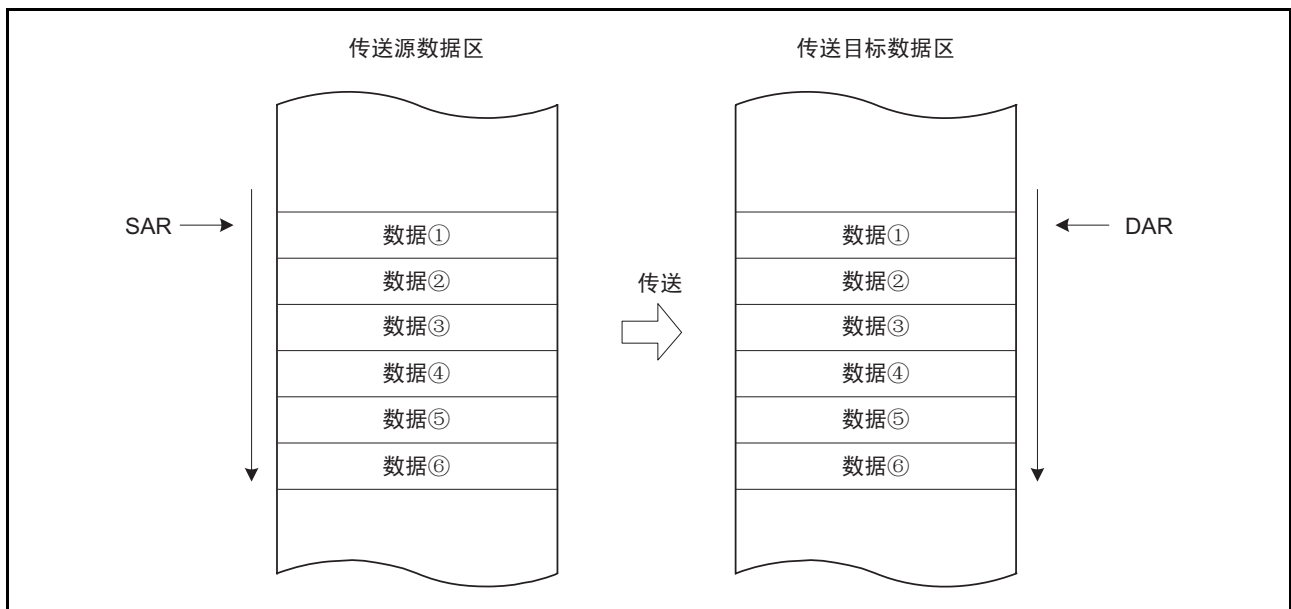 传送源数据区
传送目标数据区
SAR
数据①
数据②
数据③
数据④
数据⑤
数据⑥
传送
数据①
数据②
数据③
数据④
数据⑤
数据⑥
DAR